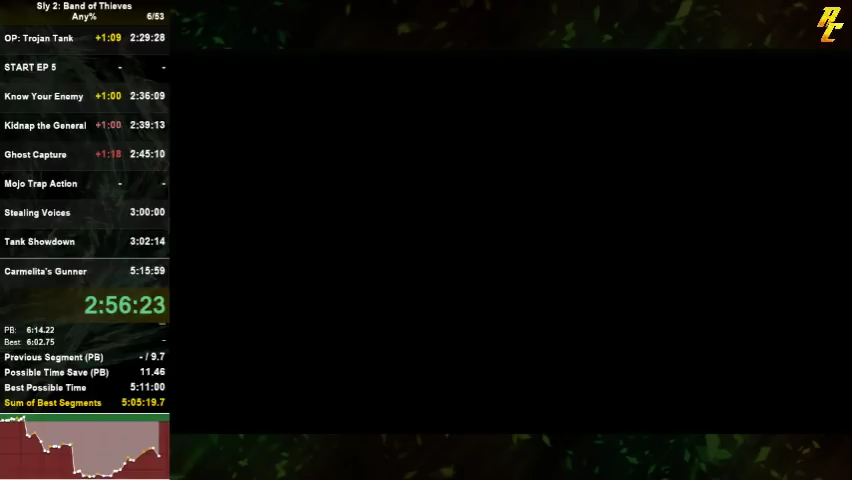 Sly 2: Band of Thieves
Any% 6/53
OP: Trojan Tank +1:09 2:29:28
START EP 5 - -
Know Your Enemy +1:00 2:36:09
Kidnap the General +1:00 2:39:13
Ghost Capture +1:18 2:45:10
Mojo Trap Action - -
Stealing Voices 3:00:00
Tank Showdown 3:02:14
Carmelita's Gunner 5:15:59
2:56:23
PB: 6:14.22 -
Best: 6:02.75 -
Previous Segment (PB) - / 9.7
Possible Time Save (PB) 11.46
Best Possible Time 5:11:00
Sum of Best Segments 5:05:19.7